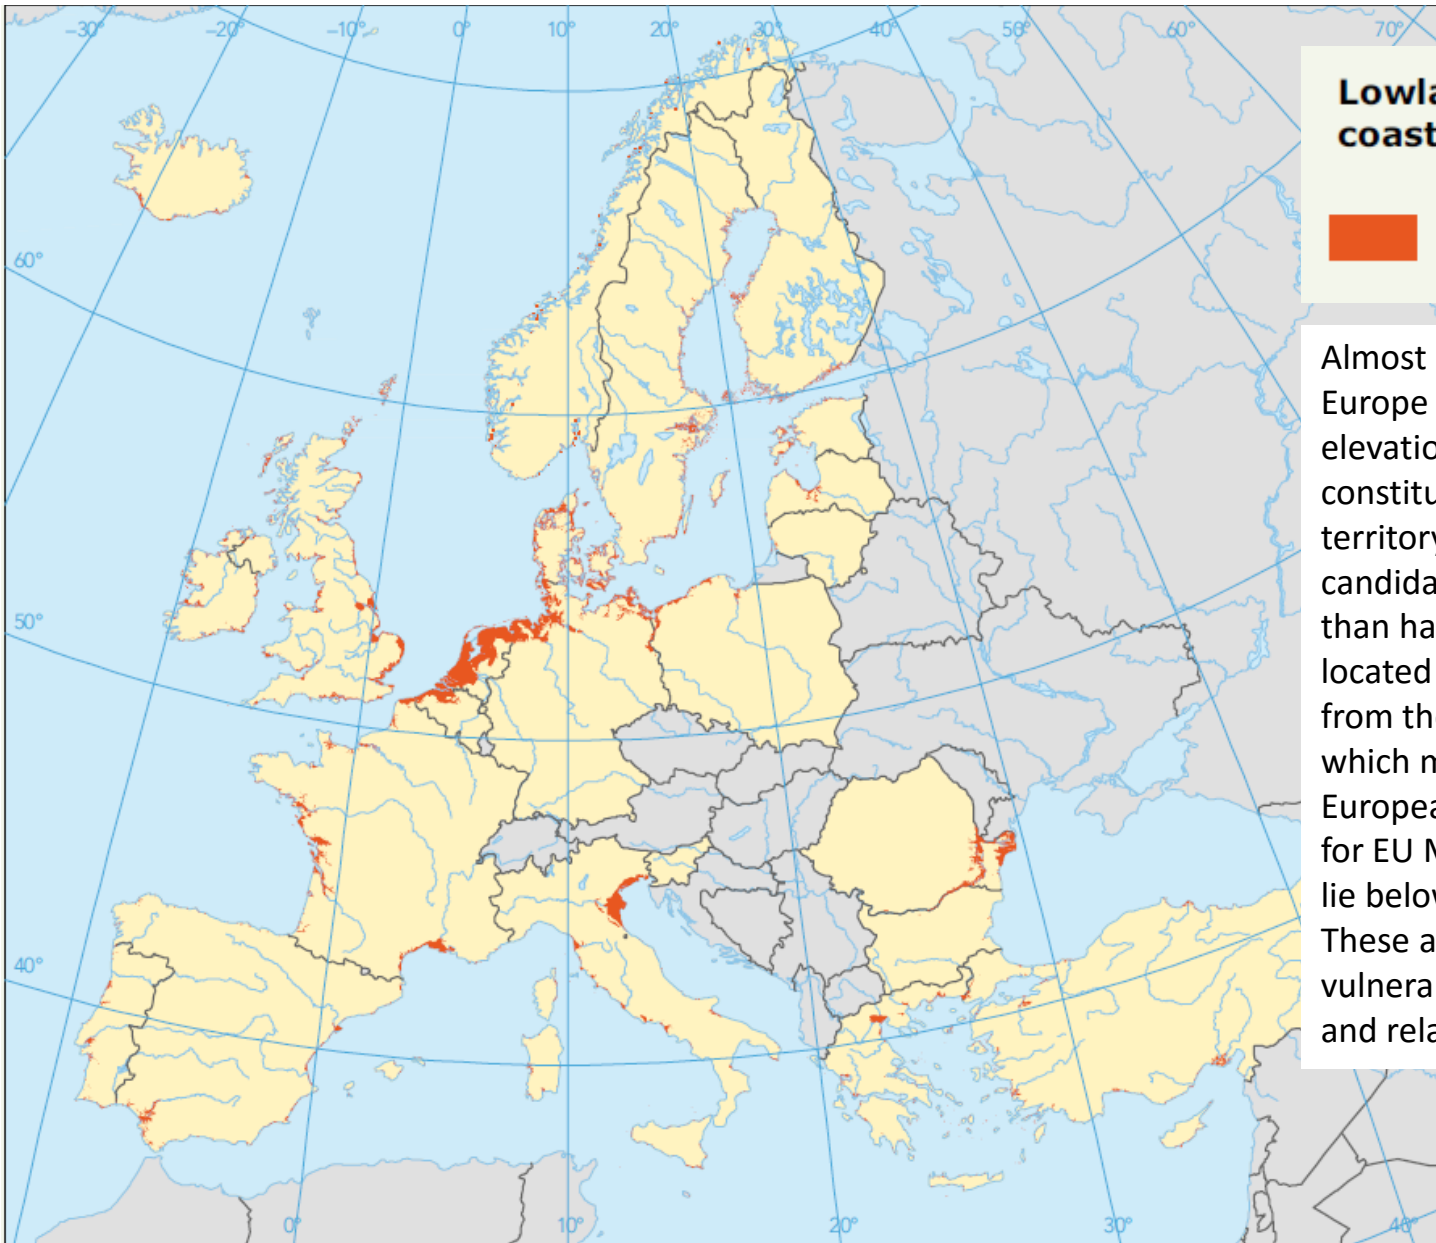 -30°
-20°
-10°
0°
10°
20°
30°
40°
50°
60°
70°
60°
50°
40°
0°
10°
20°
30°
40°
Lowla
coast
Almost
Europe
elevatio
constitu
territory
candida
than ha
located
from the
which m
Europea
for EU M
lie below
These a
vulnera
and rela